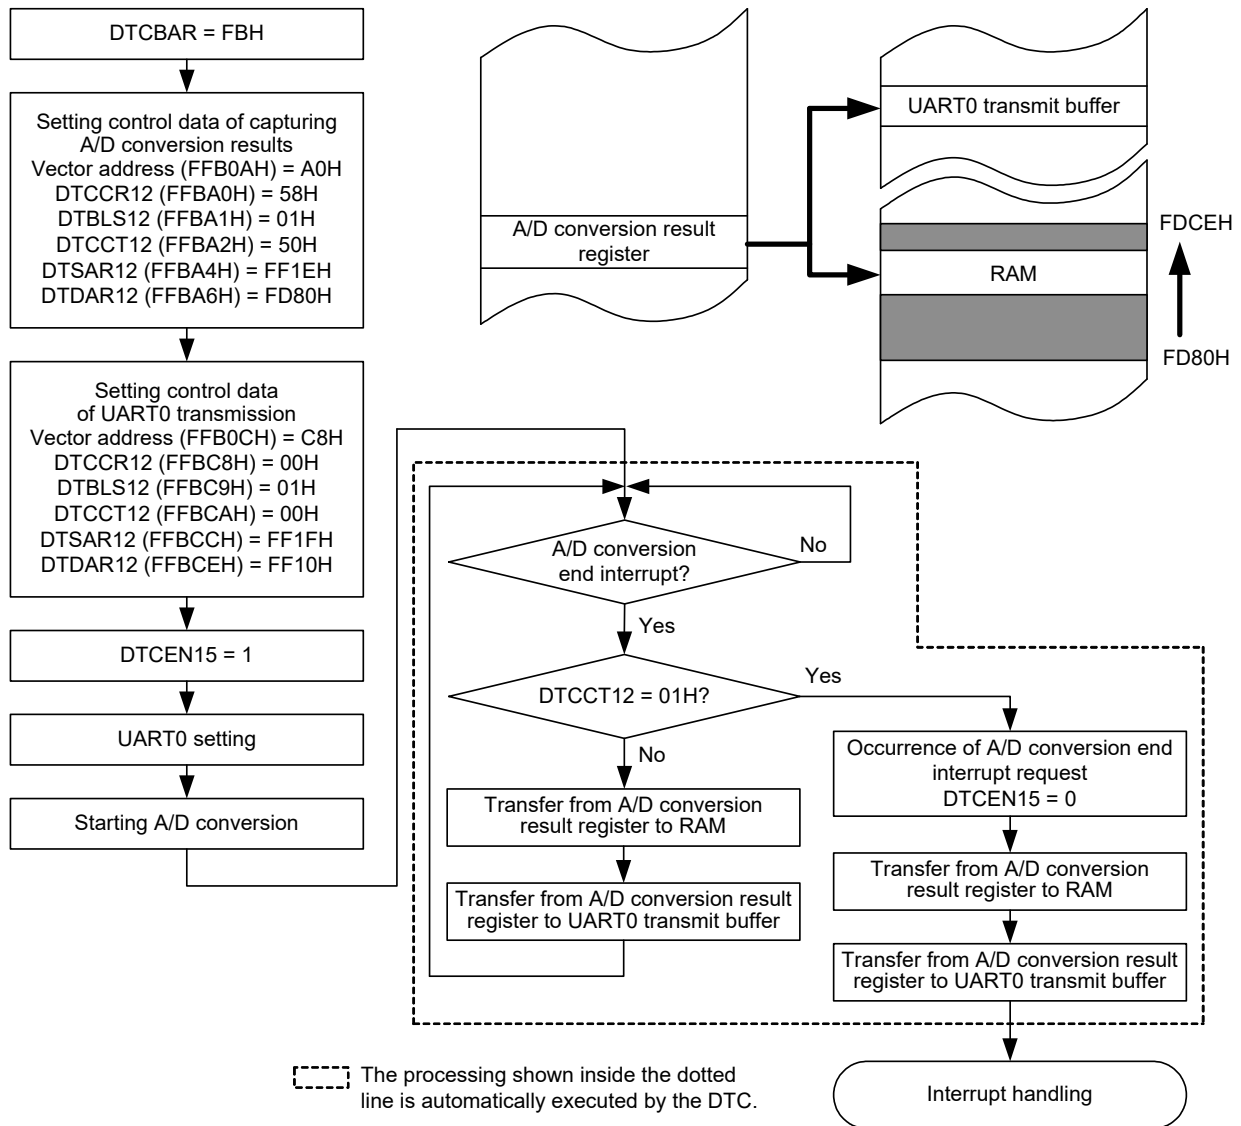 DTCBAR = FBH
Setting control data of capturing
A/D conversion results
Vector address (FFB0AH) = A0H
DTCCR12 (FFBA0H) = 58H
DTBLS12 (FFBA1H) = 01H
DTCCT12 (FFBA2H) = 50H
DTSAR12 (FFBA4H) = FF1EH
DTDAR12 (FFBA6H) = FD80H
Setting control data
of UART0 transmission
Vector address (FFB0CH) = C8H
DTCCR12 (FFBC8H) = 00H
DTBLS12 (FFBC9H) = 01H
DTCCT12 (FFBCAH) = 00H
DTSAR12 (FFBCCH) = FF1FH
DTDAR12 (FFBCEH) = FF10H
DTCEN15 = 1
UART0 setting
Starting A/D conversion
A/D conversion result
register
UART0 transmit buffer
RAM
FDCEH
FD80H
A/D conversion
end interrupt?
No
Yes
DTCCT12 = 01H?
Yes
No
Transfer from A/D conversion
result register to RAM
Transfer from A/D conversion result
register to UART0 transmit buffer
Occurrence of A/D conversion end
interrupt request
DTCEN15 = 0
Transfer from A/D conversion
result register to RAM
Transfer from A/D conversion result
register to UART0 transmit buffer
Interrupt handling
The processing shown inside the dotted
line is automatically executed by the DTC.